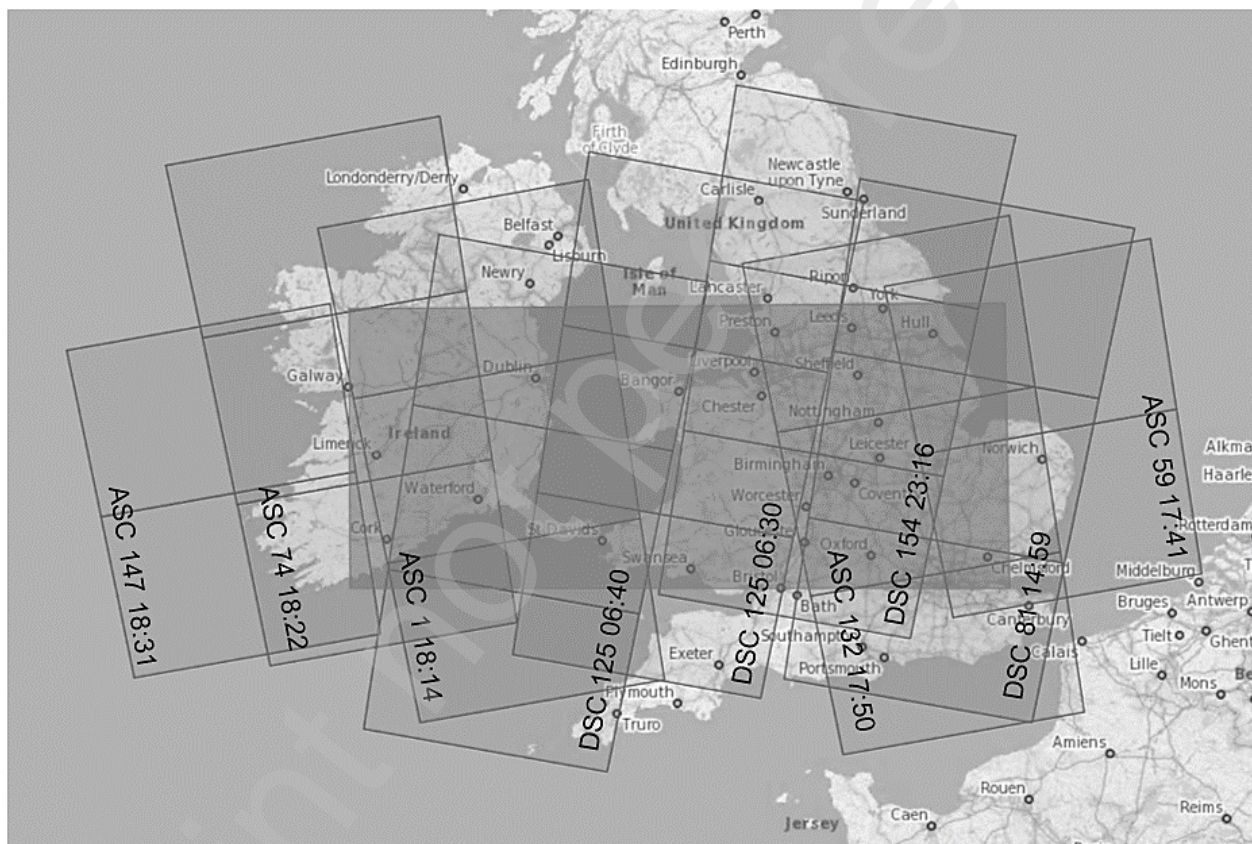 Perth
Edinburgh
Firth
of Clyde
Londonderry/Derry
Newcastle
upon Tyne
Carlisle
Sunderland
United Kingdom
Belfast
Lisburn
Newry
Isle of
Man
Lancaster
Ripon
York
Preston
Leeds
Hull
Galway
Dublin
Bangor
Liverpool
Sheffield
Chester
Nottingham
Limerick
Ireland
Leicester
Norwich
Birmingham
Waterford
Worcester
Coventry
Cork
St Davids
Gloucester
Oxford
Chelmsford
Swansea
Bristol
Bath
Canterbury
Southampton
Portsmouth
Exeter
Plymouth
Truro
Calais
Alkma
Haarle
Rotterdam
Middelburg
Bruges
Antwerp
Tielt
Ghent
Lille
Mons
Be
Amiens
Rouen
Caen
Reims
Jersey
ASC 147 18:31
ASC 74 18:22
ASC 1 18:14
DSC 125 06:40
DSC 125 06:30
ASC 132 17:50
DSC 154 23:16
DSC 81 14:59
ASC 59 17:41
int not peer re